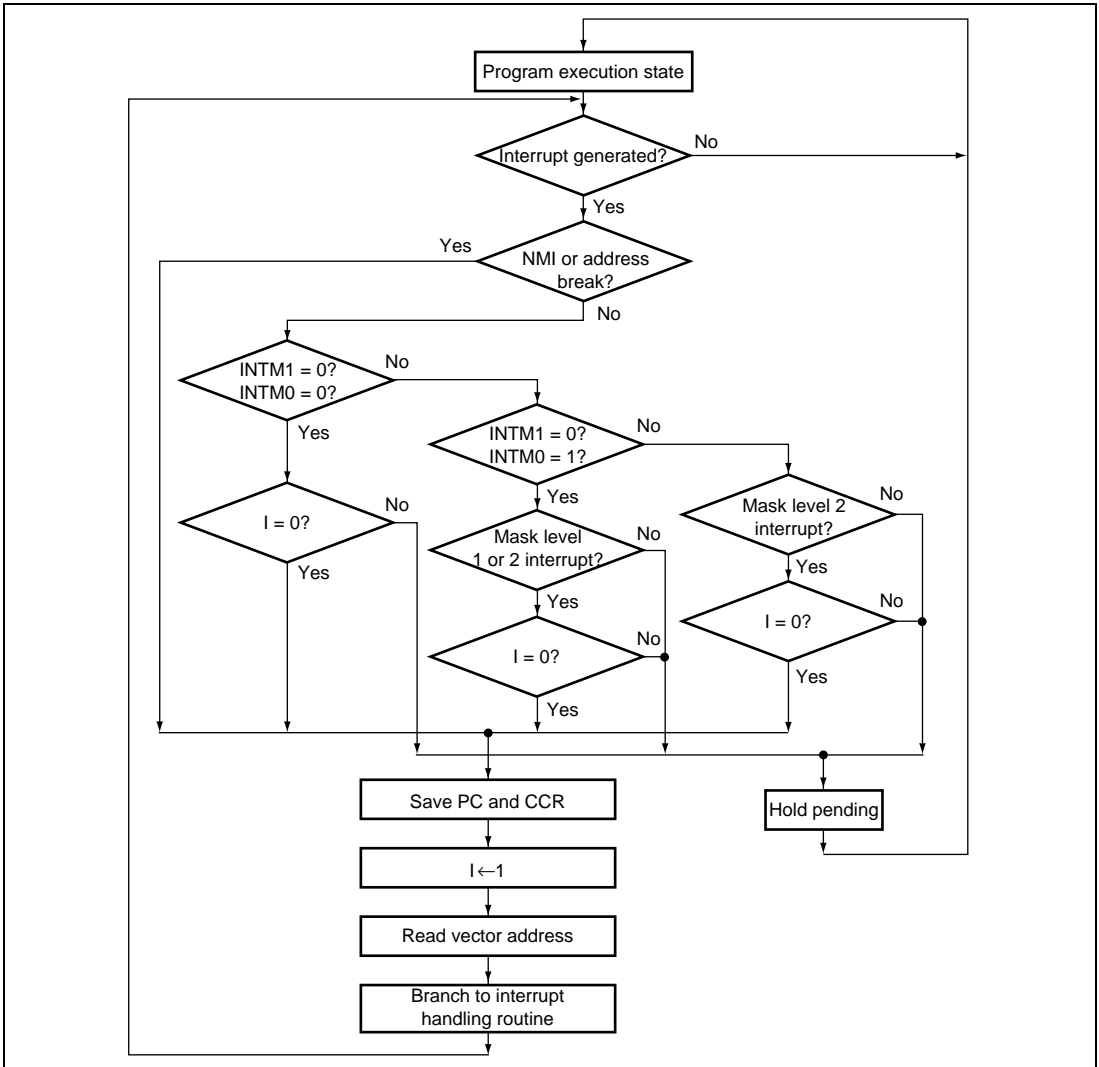 Program execution state
Interrupt generated?
No
Yes
Yes
NMI or address
break?
No
INTM1 = 0?
INTM0 = 0?
No
Yes
INTM1 = 0?
INTM0 = 1?
No
Yes
I = 0?
No
Yes
Mask level
1 or 2 interrupt?
No
Yes
Mask level 2
interrupt?
No
Yes
I = 0?
No
Yes
I = 0?
No
Yes
Save PC and CCR
Hold pending
I ←1
Read vector address
Branch to interrupt
handling routine